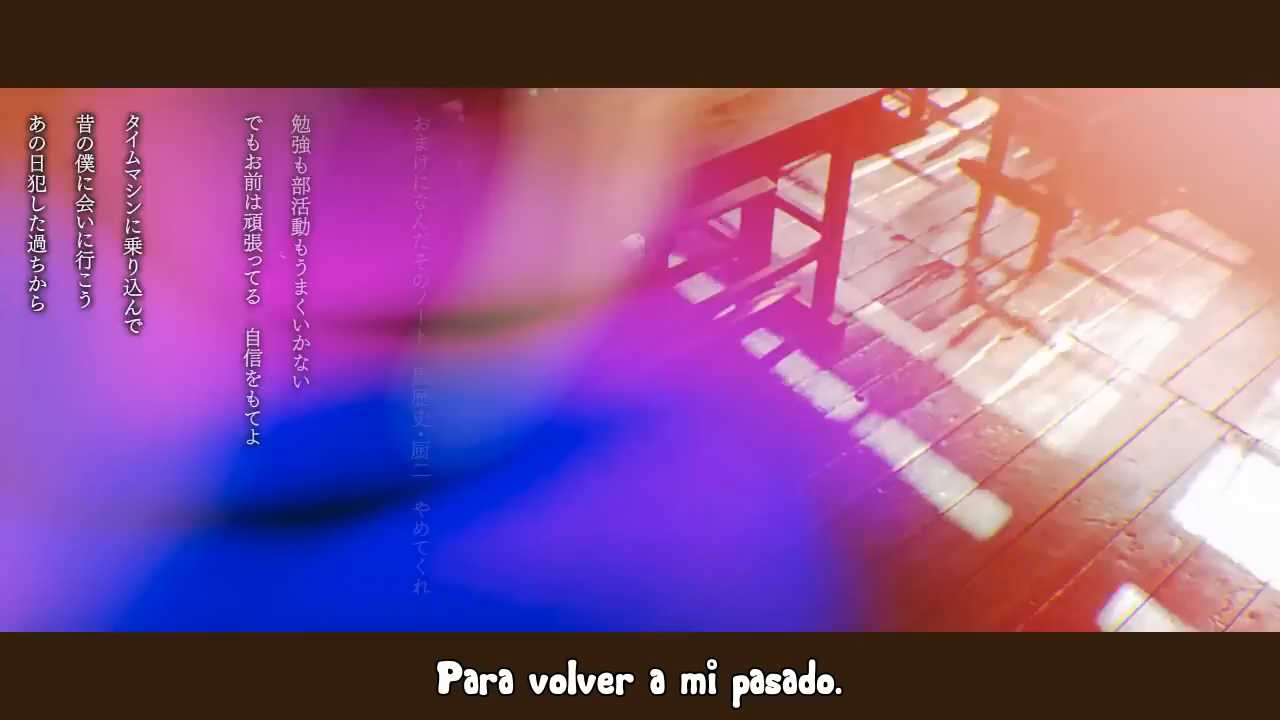 おまけになんだそのノート　黒歴史・厨二　やめてくれ
勉強も部活動もうまくいかない
でもお前は頑張ってる　自信をもてよ
タイムマシンに乗り込んで
昔の僕に会いに行こう
あの日犯した過ちから
Para volver a mi pasado.